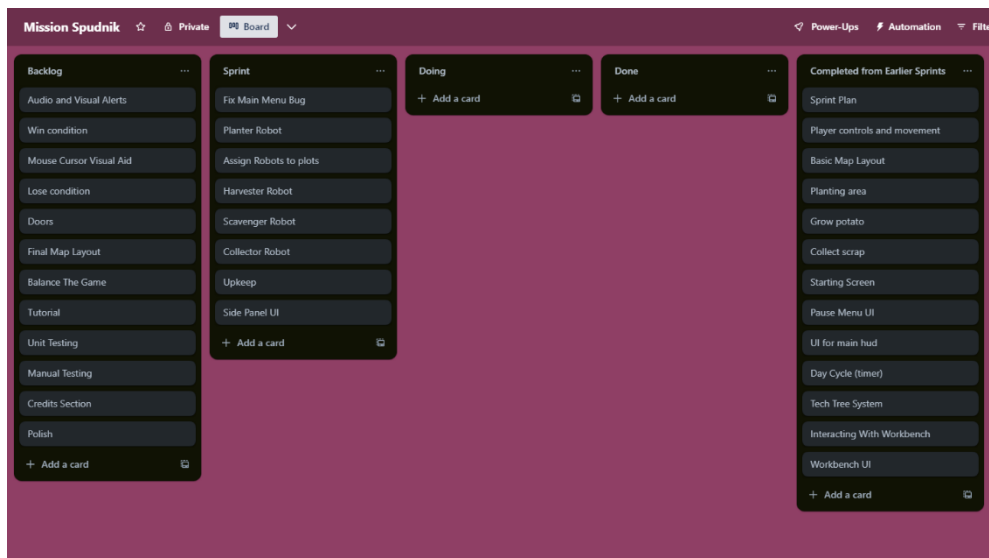 Mission Spudnik Private Board Power-Ups Automation Filte
Backlog
Audio and Visual Alerts
Win condition
Mouse Cursor Visual Aid
Lose condition
Doors
Final Map Layout
Balance The Game
Tutorial
Unit Testing
Manual Testing
Credits Section
Polish
+ Add a card
Sprint
Fix Main Menu Bug
Planter Robot
Assign Robots to plots
Harvester Robot
Scavenger Robot
Collector Robot
Upkeep
Side Panel UI
+ Add a card
Doing
+ Add a card
Done
+ Add a card
Completed from Earlier Sprints
Sprint Plan
Player controls and movement
Basic Map Layout
Planting area
Grow potato
Collect scrap
Starting Screen
Pause Menu UI
UI for main hud
Day Cycle (timer)
Tech Tree System
Interacting With Workbench
Workbench UI
+ Add a card